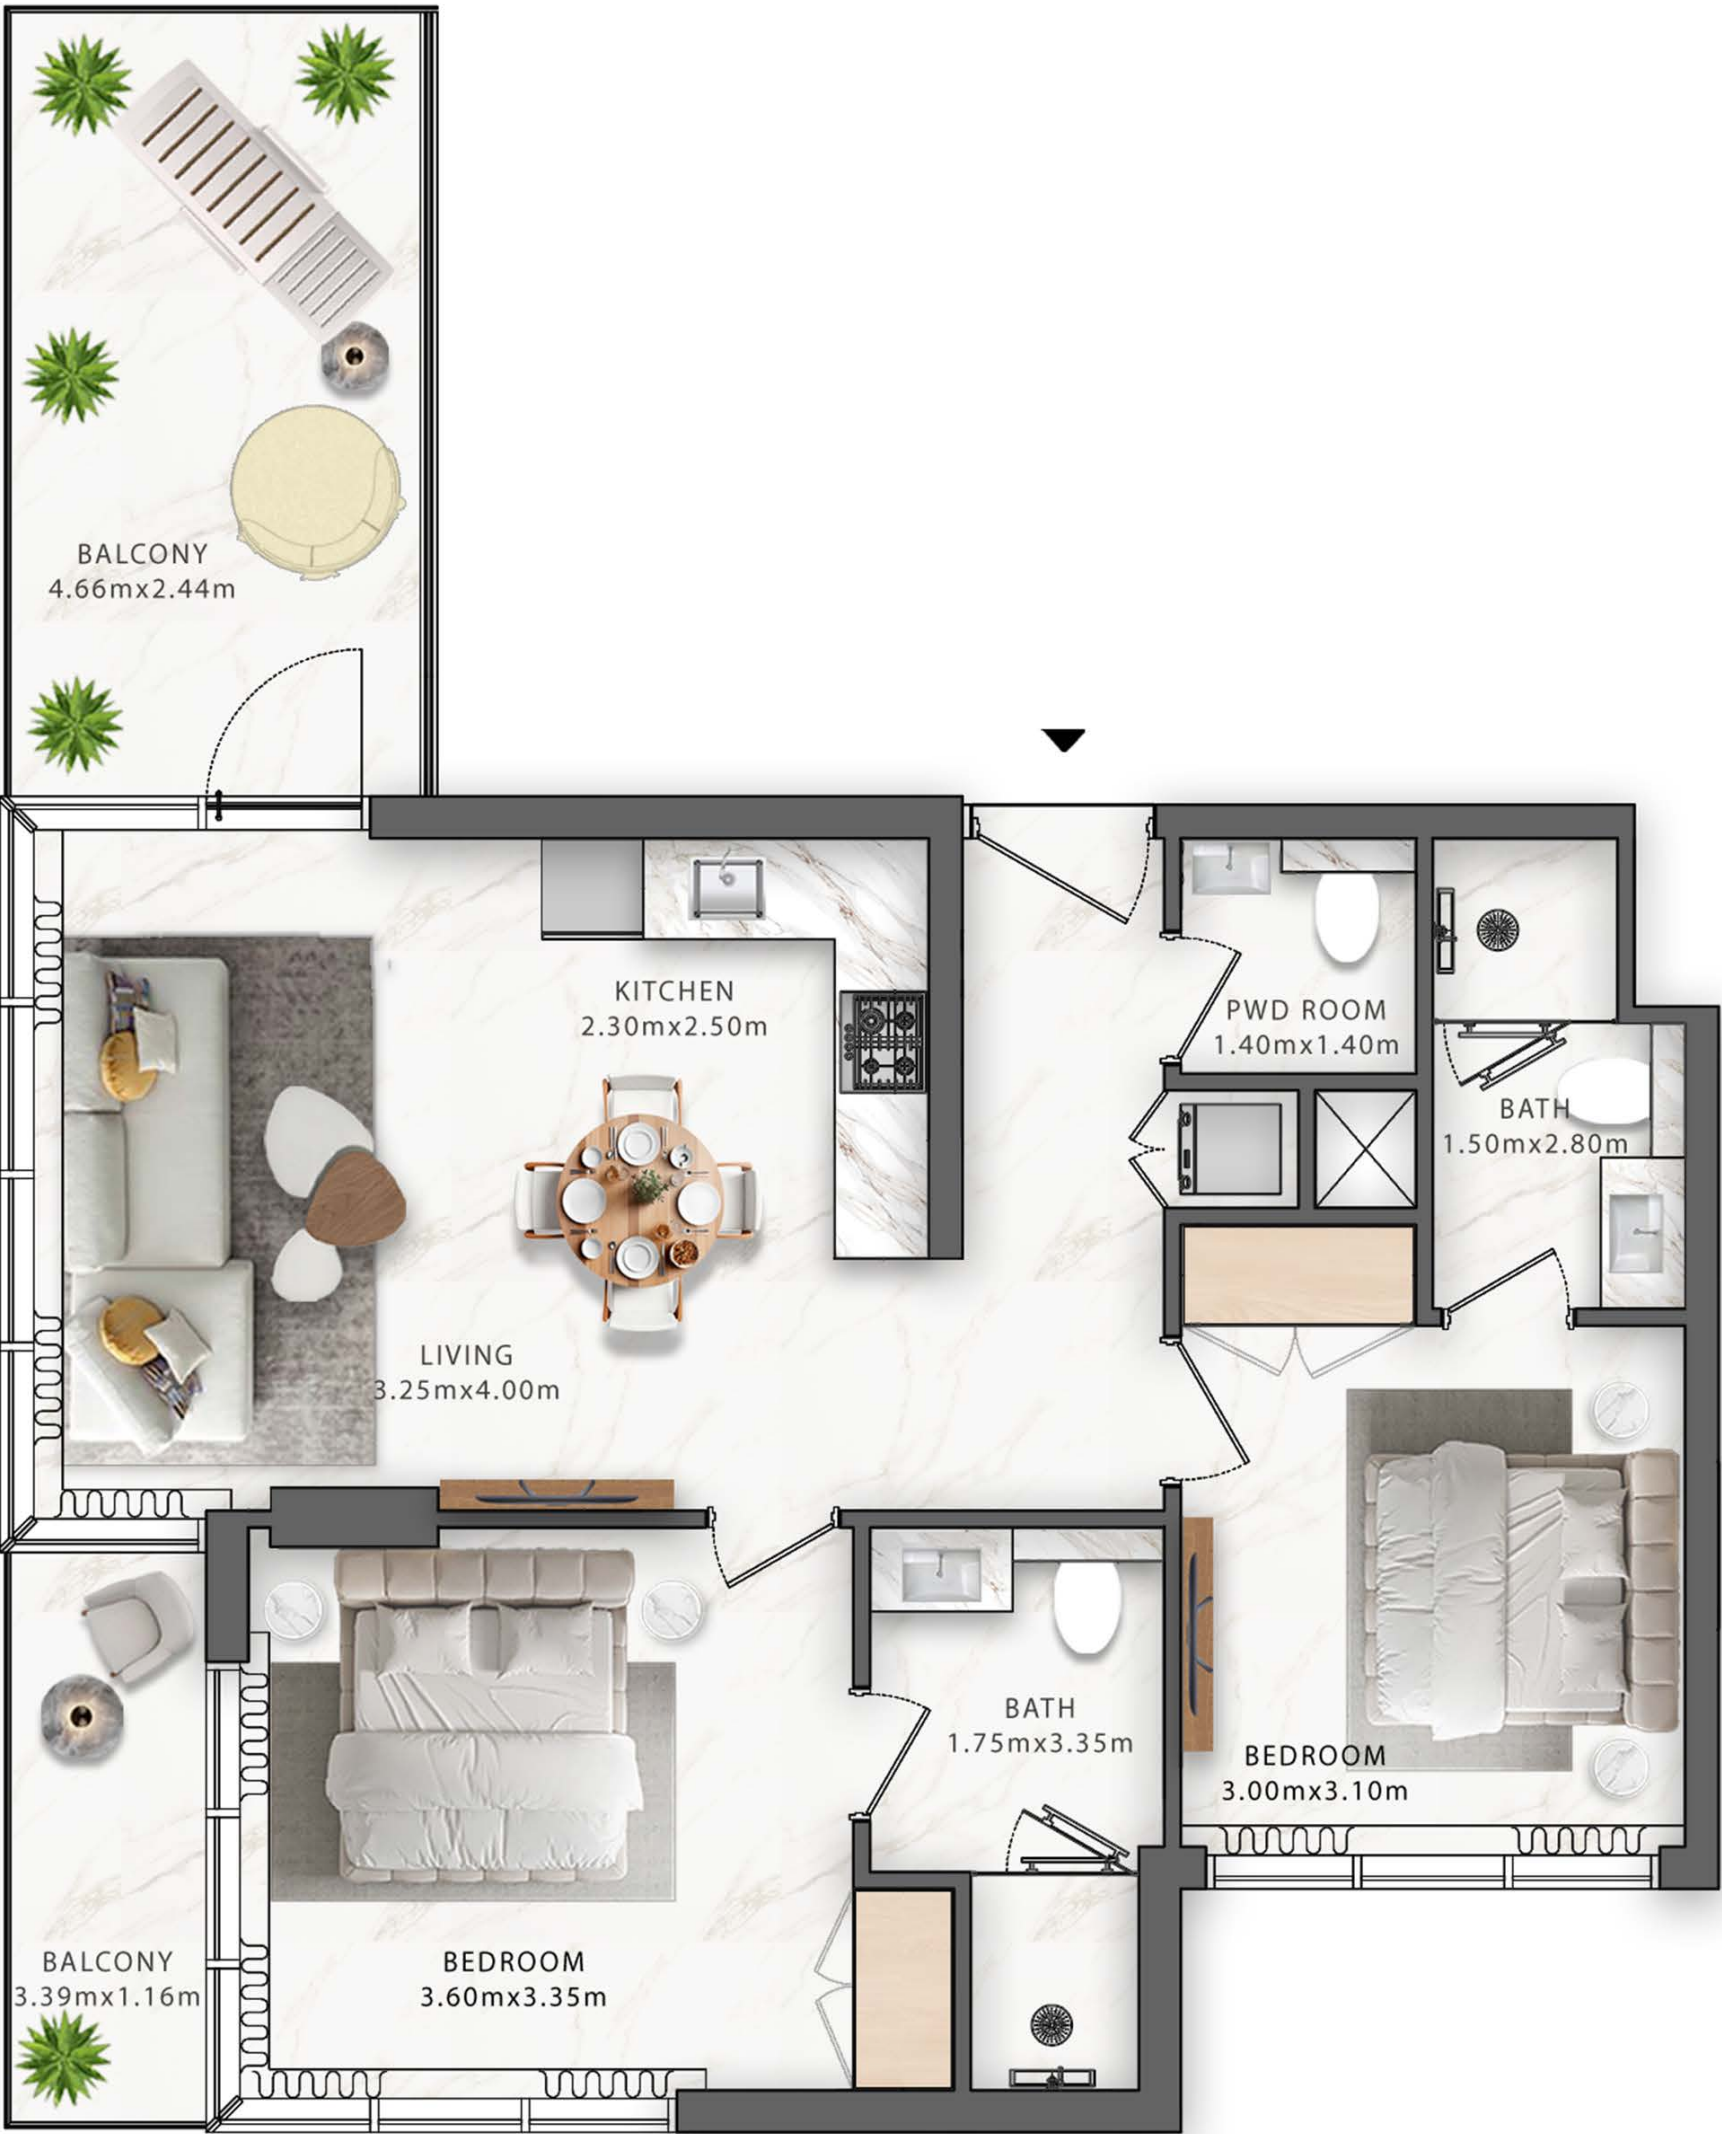 BALCONY
4.66mx2.44m
KITCHEN
2.30mx2.50m
PWD ROOM
1.40mx1.40m
BATH
1.50mx2.80m
LIVING
3.25mx4.00m
BATH
1.75mx3.35m
BEDROOM
3.00mx3.10m
BALCONY
3.39mx1.16m
BEDROOM
3.60mx3.35m